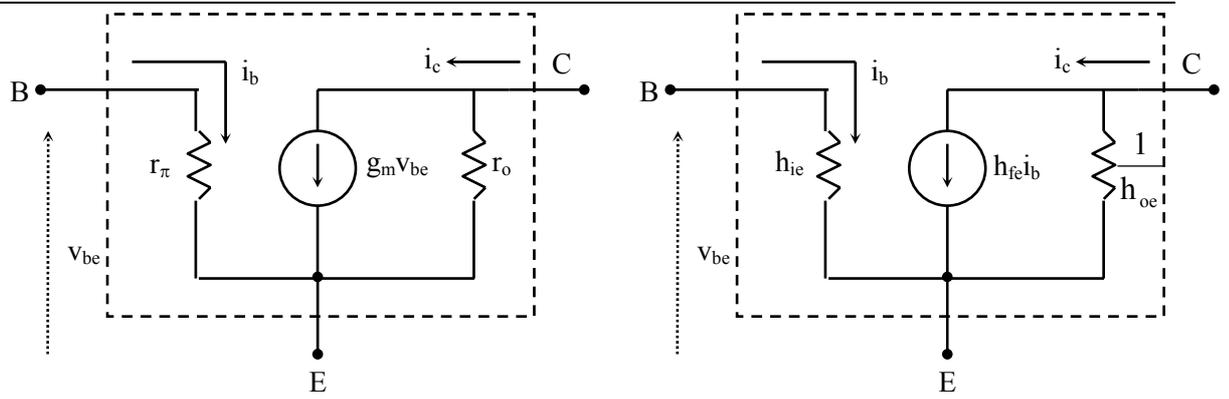 B
i_b
i_c
C
r_π
g_m v_be
r_o
v_be
E
B
i_b
i_c
C
h_ie
h_fe i_b
1
h_oe
v_be
E